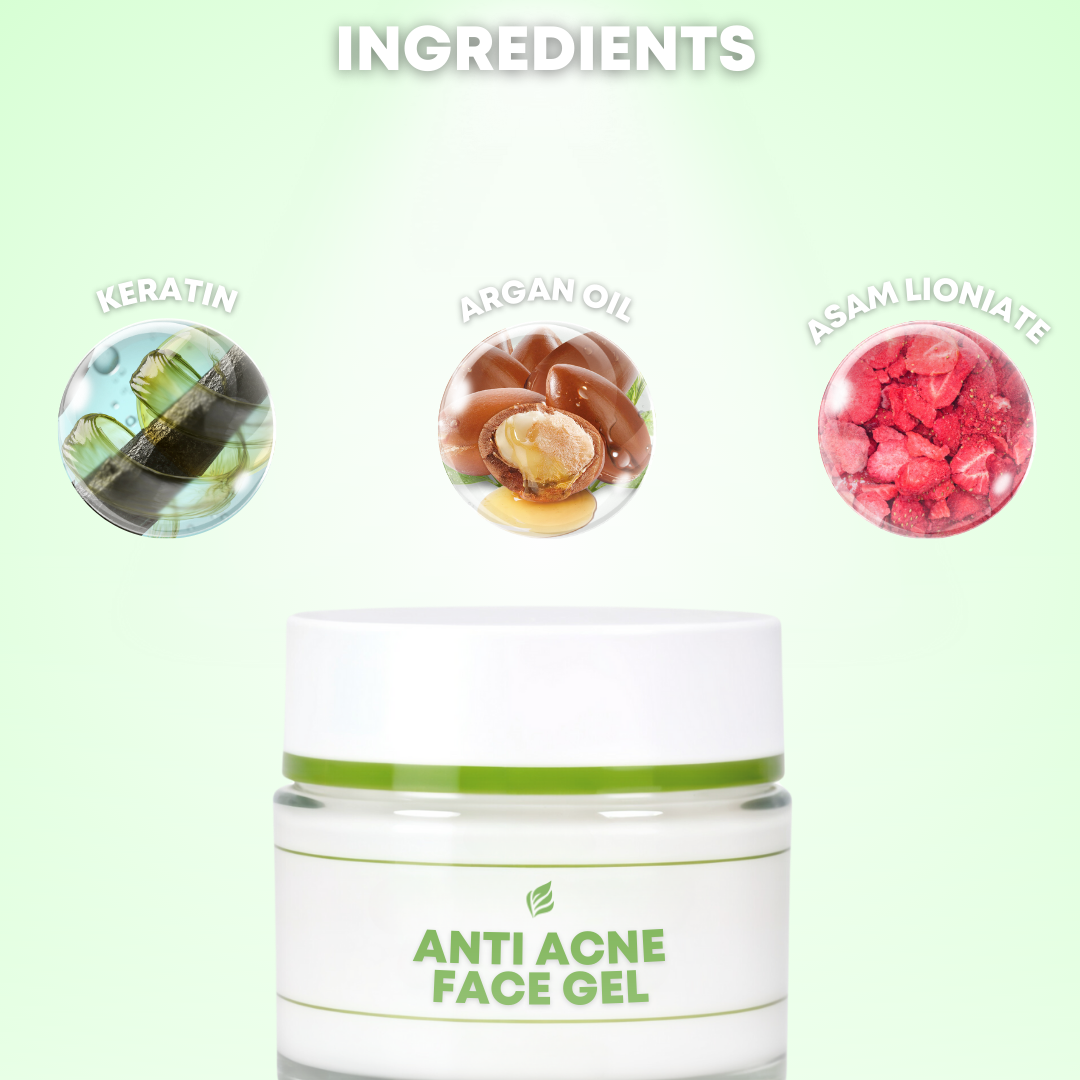 INGREDIENTS
KERATIN
ARGAN OIL
ASAM LIONIATE
ANTI ACNE
FACE GEL